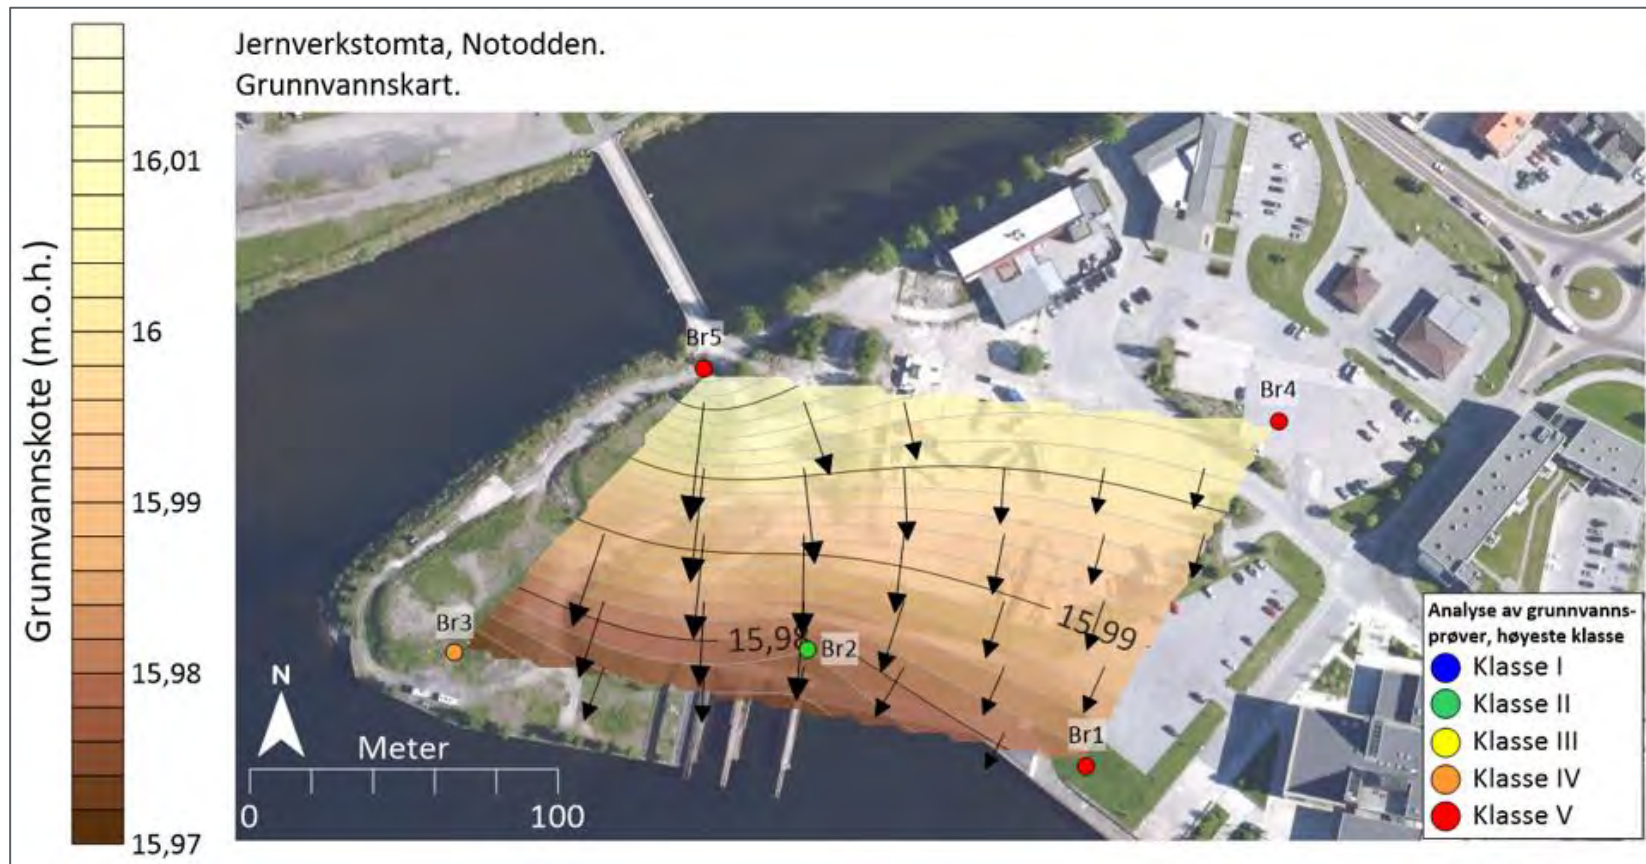 Jernverkstomta, Notodden.
Grunnvannskart.
Grunnvannskote (m.o.h.)
16,01
16
15,99
15,98
15,97
Br5
Br4
Br3
Br2
Br1
15,98
15,99
N
Meter
0
100
Analyse av grunnvanns-
prøver, høyeste klasse
Klasse I
Klasse II
Klasse III
Klasse IV
Klasse V